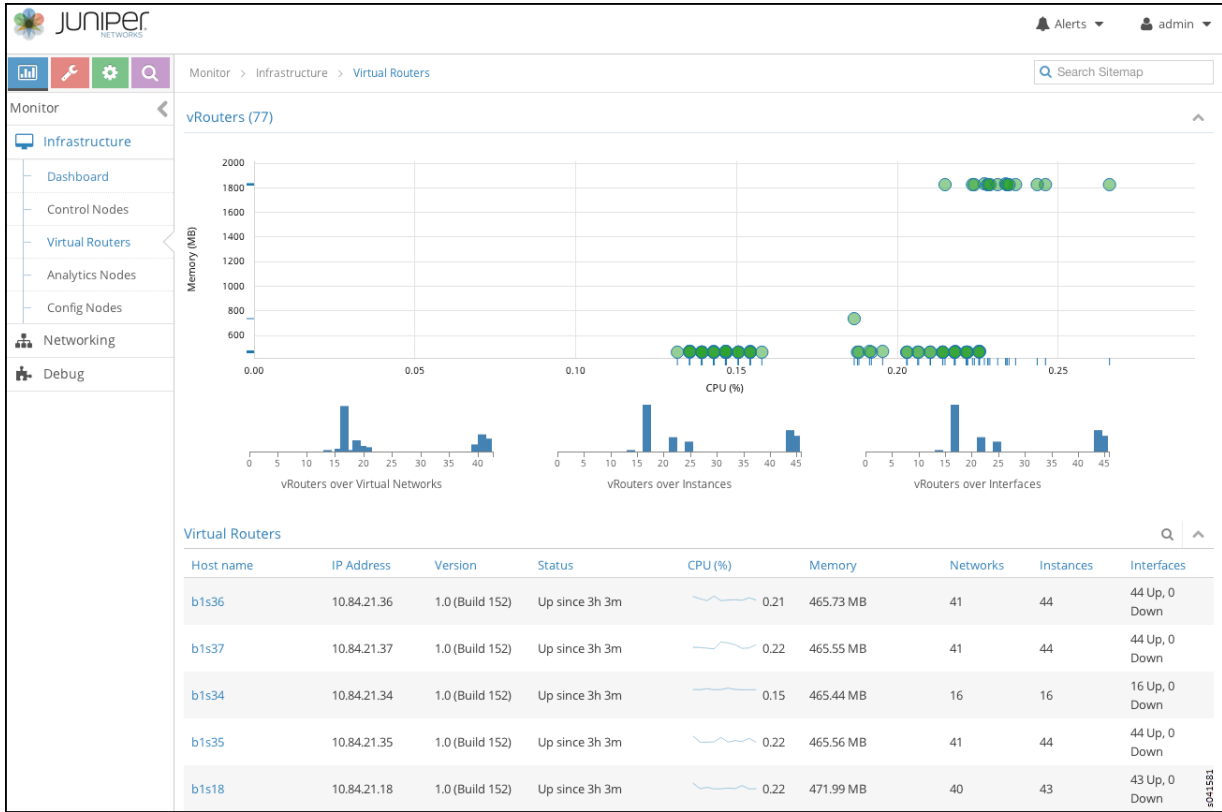 JUNIPER
NETWORKS
Alerts
admin
Monitor > Infrastructure > Virtual Routers
Search Sitemap
Monitor
Infrastructure
Dashboard
Control Nodes
Virtual Routers
Analytics Nodes
Config Nodes
Networking
Debug
vRouters (77)
Memory (MB)
2000
1800
1600
1400
1200
1000
800
600
0.00 0.05 0.10 0.15 0.20 0.25
CPU (%)
0 5 10 15 20 25 30 35 40
vRouters over Virtual Networks
0 5 10 15 20 25 30 35 40 45
vRouters over Instances
0 5 10 15 20 25 30 35 40 45
vRouters over Interfaces
Virtual Routers
Host name IP Address Version Status CPU (%) Memory Networks Instances Interfaces
b1s36 10.84.21.36 1.0 (Build 152) Up since 3h 3m 0.21 465.73 MB 41 44 44 Up, 0
Down
b1s37 10.84.21.37 1.0 (Build 152) Up since 3h 3m 0.22 465.55 MB 41 44 44 Up, 0
Down
b1s34 10.84.21.34 1.0 (Build 152) Up since 3h 3m 0.15 465.44 MB 16 16 16 Up, 0
Down
b1s35 10.84.21.35 1.0 (Build 152) Up since 3h 3m 0.22 465.56 MB 41 44 44 Up, 0
Down
b1s18 10.84.21.18 1.0 (Build 152) Up since 3h 3m 0.22 471.99 MB 40 43 43 Up, 0
Down
s041581